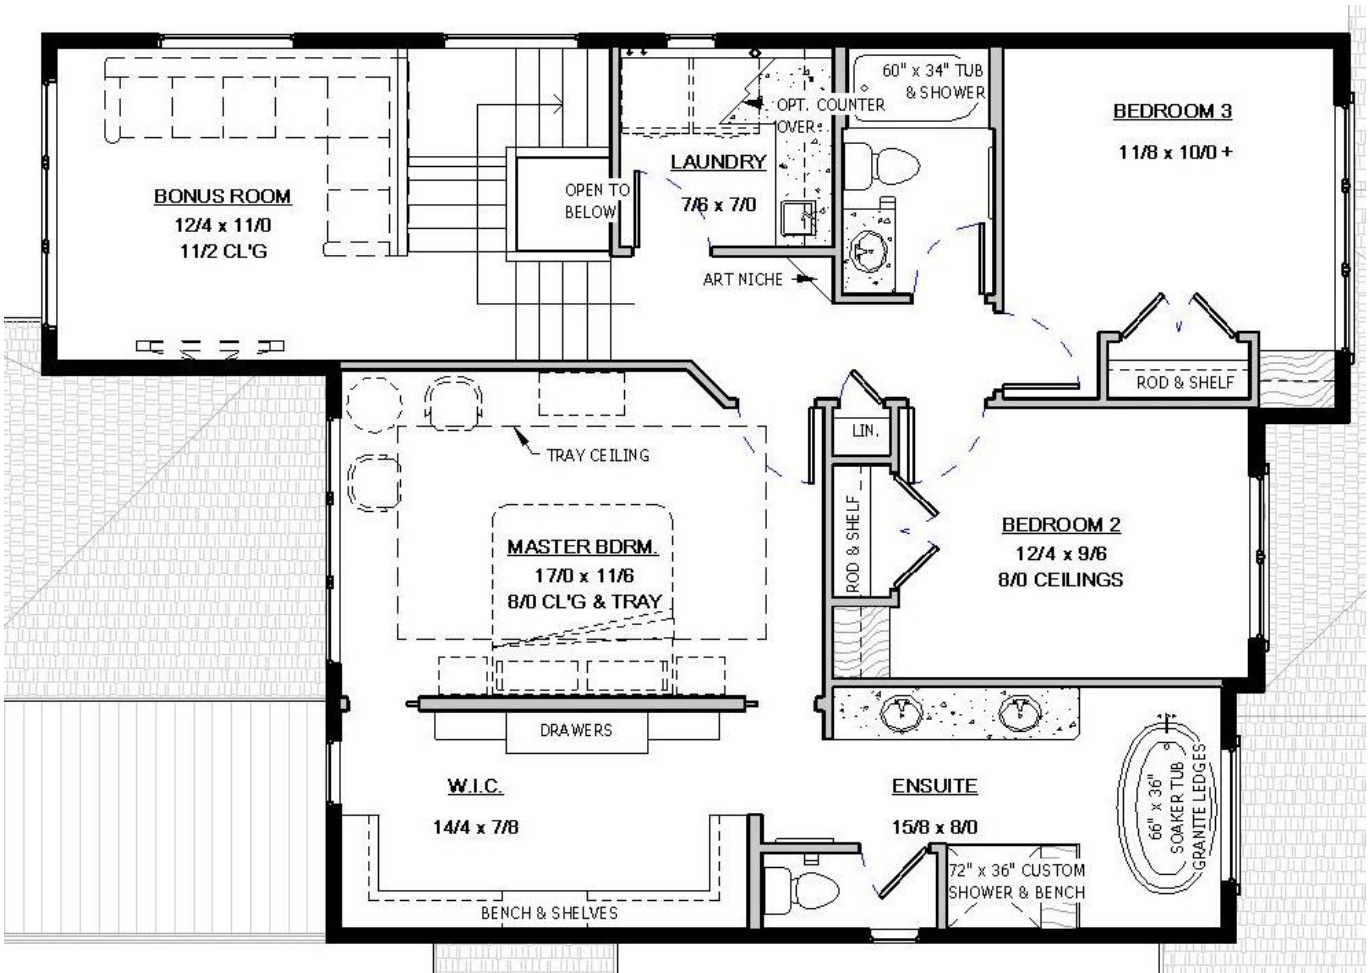 60" x 34" TUB
& SHOWER
BEDROOM 3
11/8 x 10/0 +
OPT. COUNTER
OVER
LAUNDRY
7/6 x 7/0
OPEN TO
BELOW
BONUS ROOM
12/4 x 11/0
11/2 CL'G
ART NICHE
ROD & SHELF
LIN.
TRAY CEILING
ROD & SHELF
BEDROOM 2
12/4 x 9/6
8/0 CEILINGS
MASTER BDRM.
17/0 x 11/6
8/0 CL'G & TRAY
DRAWERS
W.I.C.
14/4 x 7/8
ENSUITE
15/8 x 8/0
66" x 36"
SOAKER TUB
GRANITE LEDGES
72" x 36" CUSTOM
SHOWER & BENCH
BENCH & SHELVES